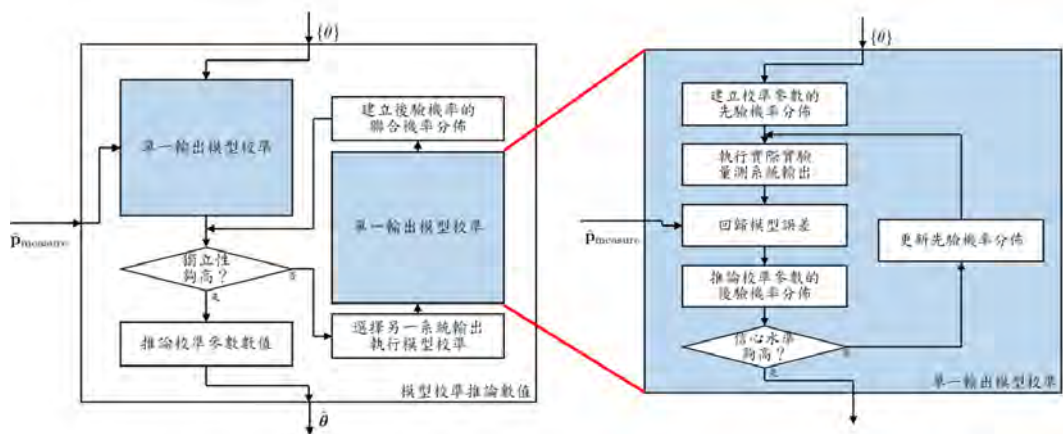 {θ}
單一輸出模型校準
建立後驗機率的
聯合機率分佈
單一輸出模型校準
p̂measure
獨立性
夠高？
否
是
選擇另一系統輸出
執行模型校準
推論校準參數數值
模型校準推論數值
θ̂
{θ}
建立校準參數的
先驗機率分佈
執行實際實驗
量測系統輸出
p̂measure
回歸模型誤差
更新先驗機率分佈
推論校準參數的
後驗機率分佈
信心水準
夠高？
否
是
單一輸出模型校準